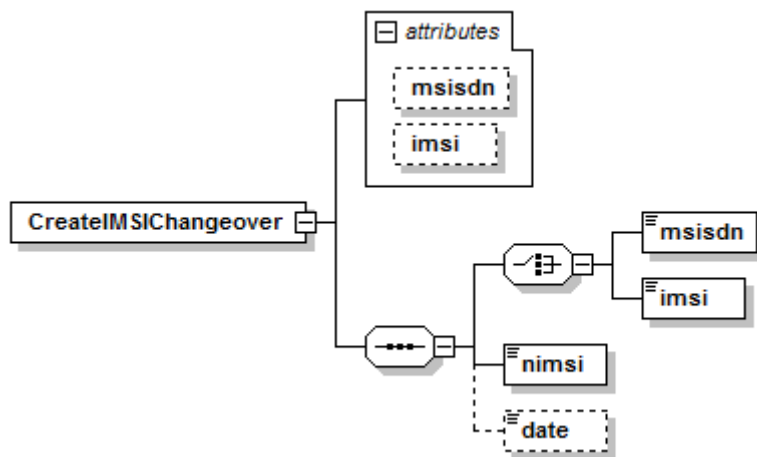 attributes
msisdn
imsi
CreateIMSIChangeover
msisdn
imsi
nimsi
date